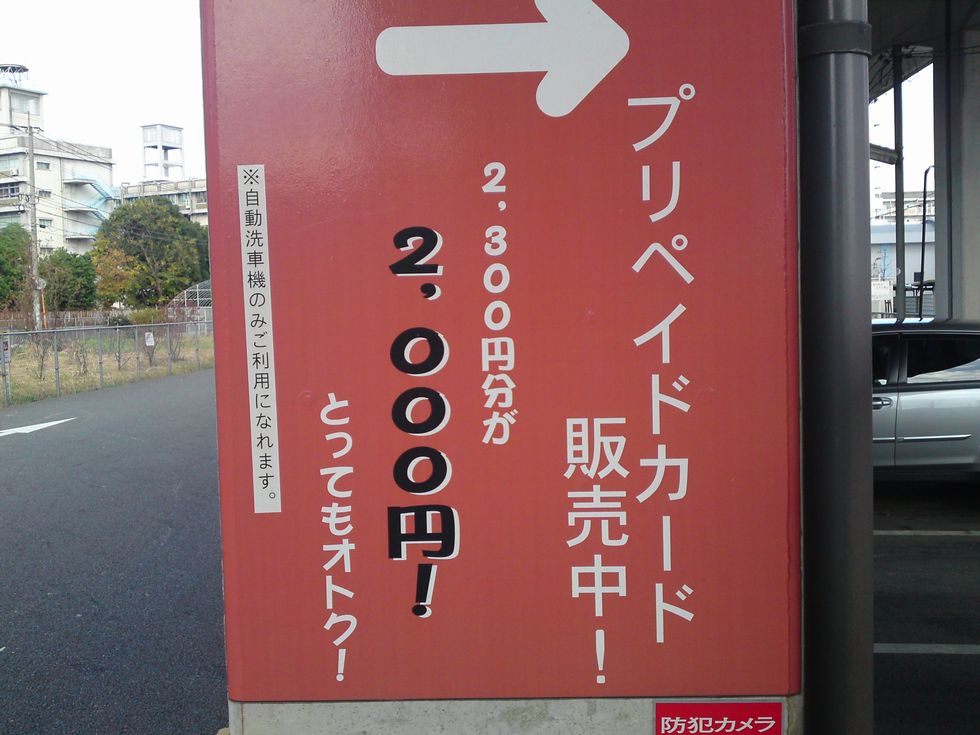 プリペイドカード
販売中！
2,300円分が
2,000円！
とってもオトク！
※自動洗車機のみご利用になれます。
防犯カメラ